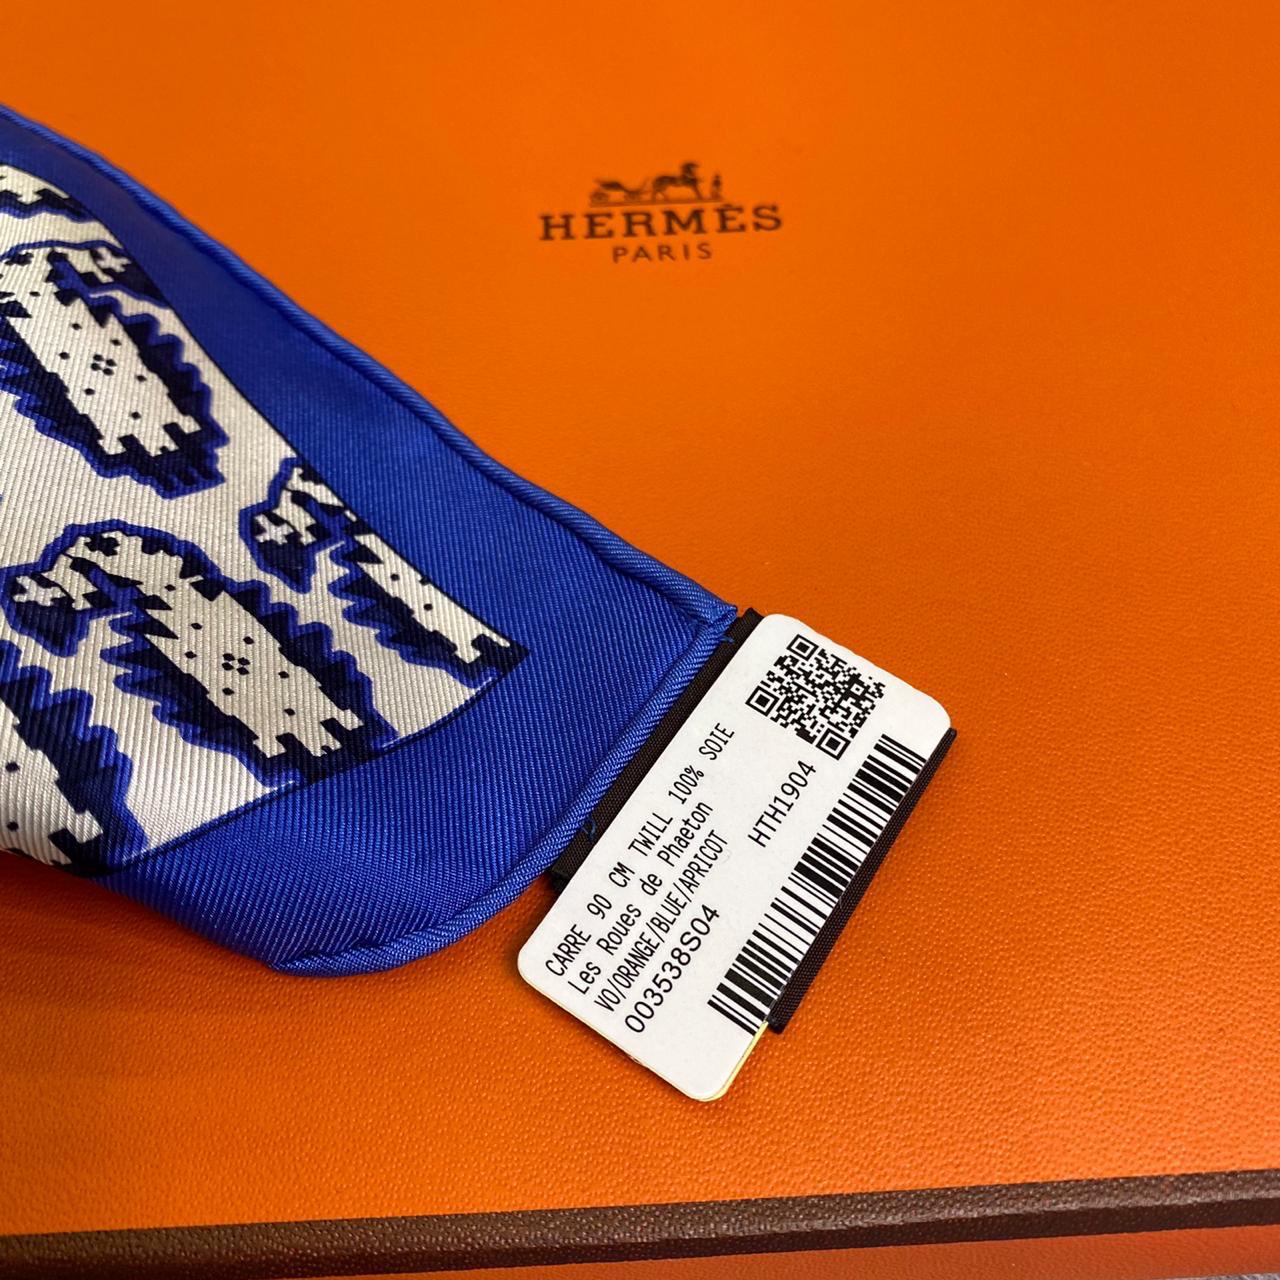 HERMÈS
PARIS
CARRE 90 CM TWILL 100% SOIE
Les Roues de Phaeton
VO/ORANGE/BLUE/APRICOT
003538S04
HTH1904